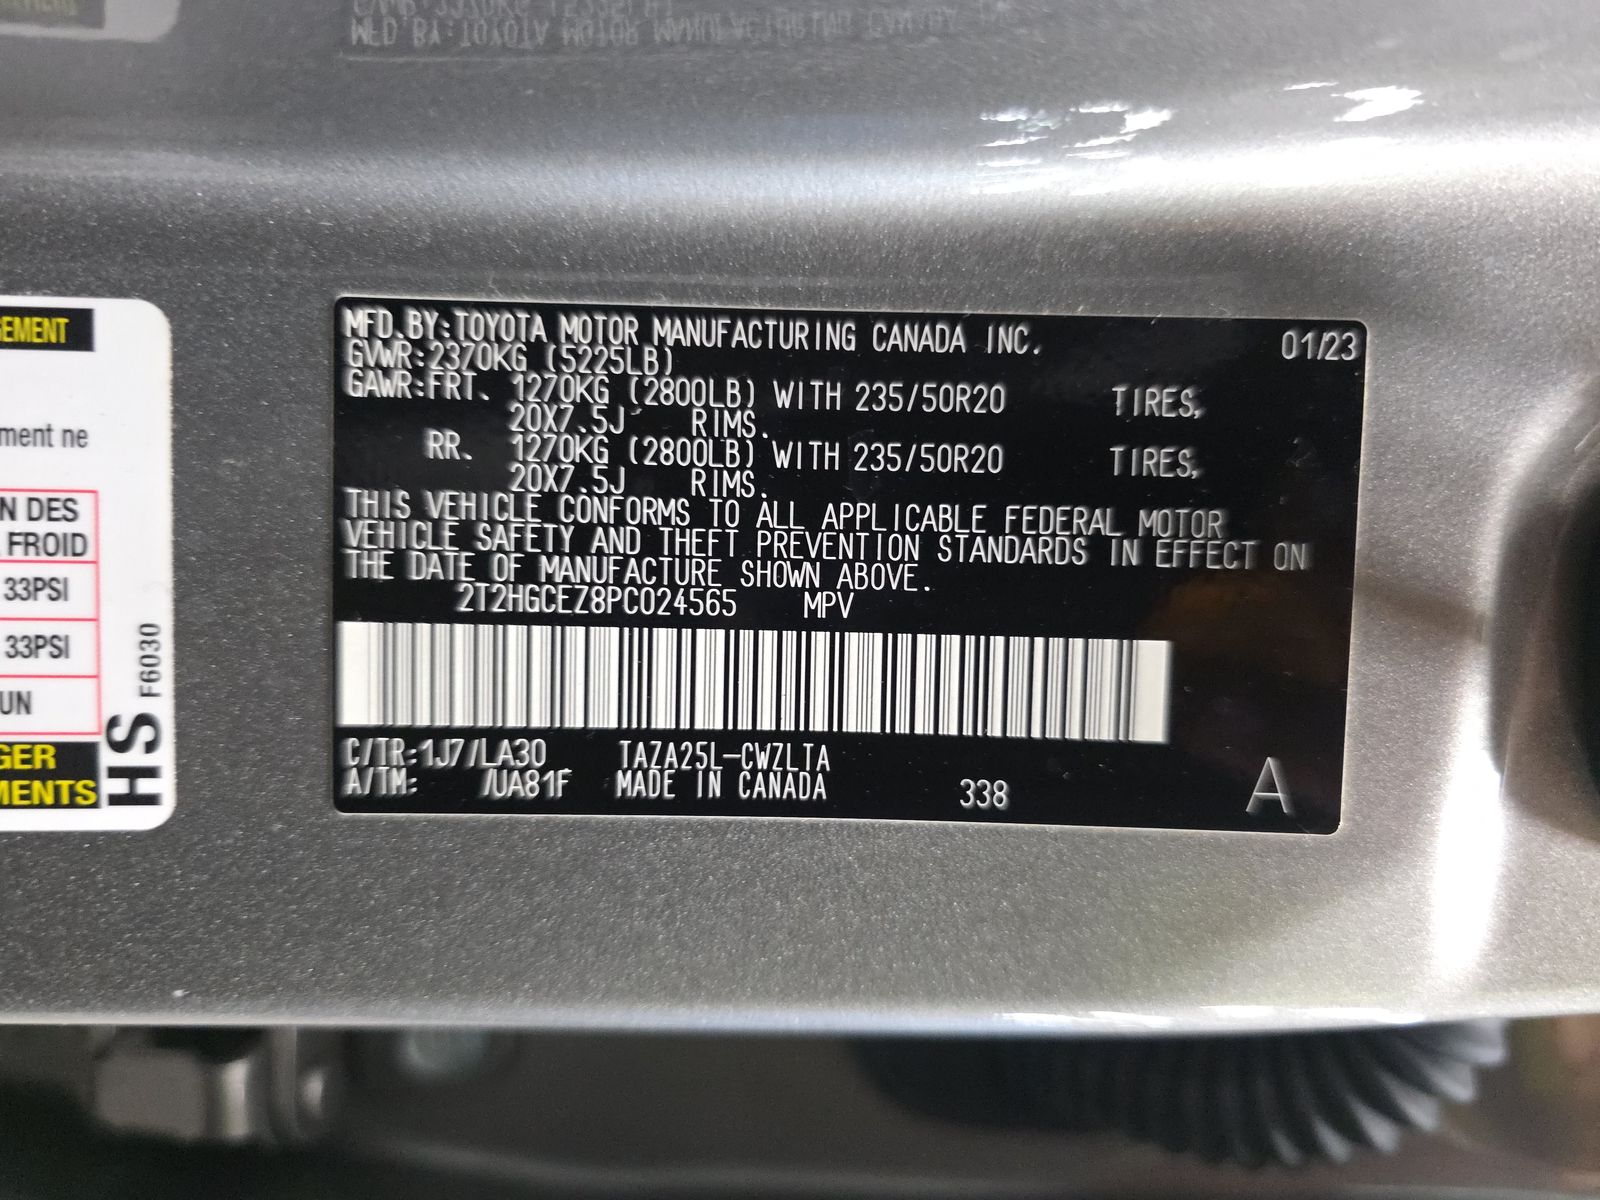 GEMENT
ment ne
N DES
FROID
33PSI
33PSI
UN
GER
MENTS
HS
F6030
MFD.BY:TOYOTA MOTOR MANUFACTURING CANADA INC. 01/23
GVWR:2370KG (5225LB)
GAWR:FRT. 1270KG (2800LB) WITH 235/50R20 TIRES,
20X7.5J RIMS.
RR. 1270KG (2800LB) WITH 235/50R20 TIRES,
20X7.5J RIMS.
THIS VEHICLE CONFORMS TO ALL APPLICABLE FEDERAL MOTOR
VEHICLE SAFETY AND THEFT PREVENTION STANDARDS IN EFFECT ON
THE DATE OF MANUFACTURE SHOWN ABOVE.
2T2HGCEZ8PC024565 MPV
C/TR:1J7/LA30 TAZA25L-CWZLTA
A/TM: /UA81F MADE IN CANADA 338 A